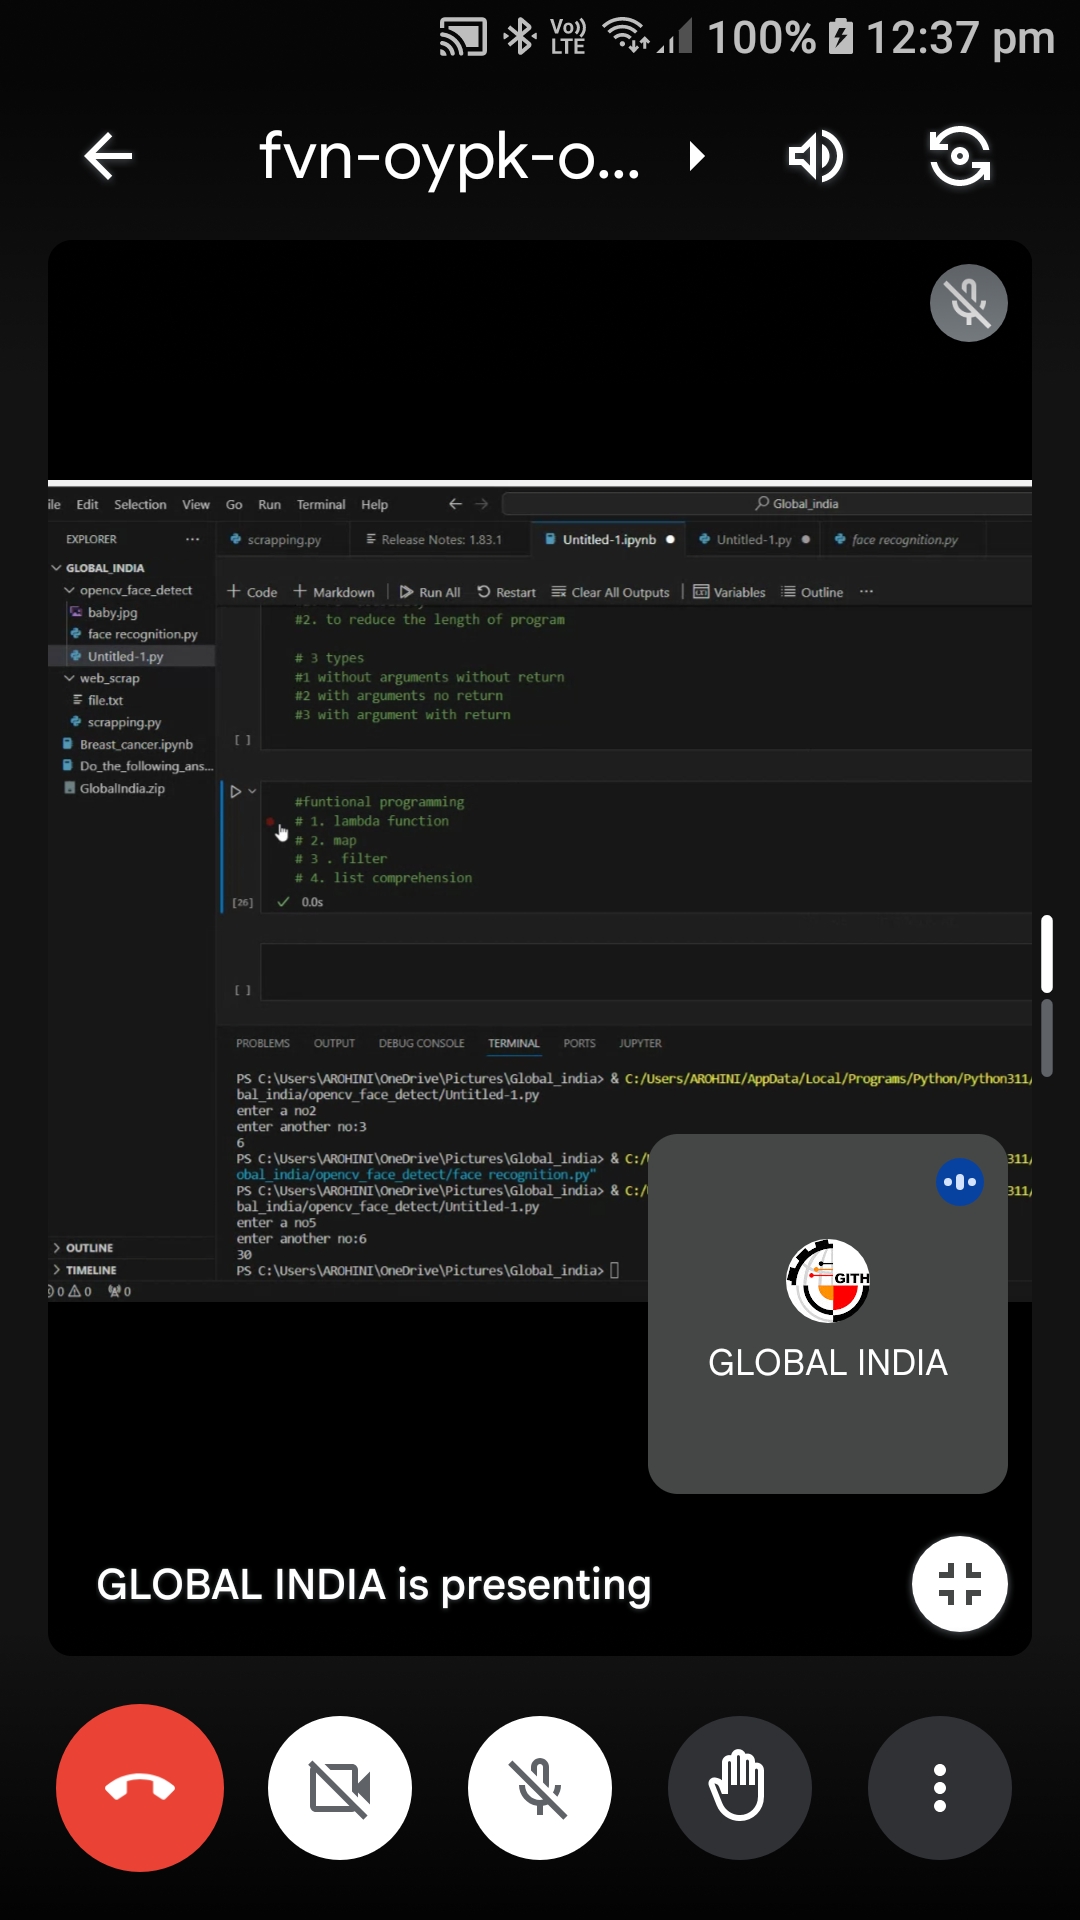 Vo)) LTE 100% 12:37 pm
fvn-oypk-o...
Edit Selection View Go Run Terminal Help Global_india
EXPLORER ... scrapping.py Release Notes: 1.83.1 Untitled-1.ipynb Untitled-1.py face recognition.py
GLOBAL_INDIA
opencv_face_detect
baby.jpg
face recognition.py
Untitled-1.py
web_scrap
file.txt
scrapping.py
Breast_cancer.ipynb
Do_the_following_ans...
GlobalIndia.zip
+ Code + Markdown Run All Restart Clear All Outputs Variables Outline ...
#2. to reduce the length of program
# 3 types
#1 without arguments without return
#2 with arguments no return
#3 with argument with return
[ ]
#funtional programming
# 1. lambda function
# 2. map
# 3 . filter
# 4. list comprehension
[26] 0.0s
[ ]
PROBLEMS OUTPUT DEBUG CONSOLE TERMINAL PORTS JUPYTER
PS C:\Users\AROHINI\OneDrive\Pictures\Global_india> & C:/Users/AROHINI/AppData/Local/Programs/Python/Python311/
bal_india/opencv_face_detect/Untitled-1.py
enter a no2
enter another no:3
6
PS C:\Users\AROHINI\OneDrive\Pictures\Global_india> & C:/ 311/
obal_india/opencv_face_detect/face recognition.py"
PS C:\Users\AROHINI\OneDrive\Pictures\Global_india> & C:/ 311/
bal_india/opencv_face_detect/Untitled-1.py
enter a no5
enter another no:6
30
PS C:\Users\AROHINI\OneDrive\Pictures\Global_india>
OUTLINE
TIMELINE
0 0 0
GITH
GLOBAL INDIA
GLOBAL INDIA is presenting